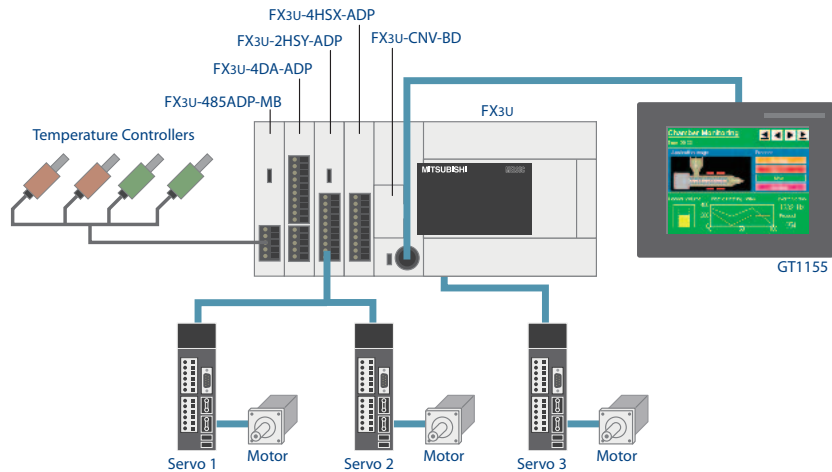 FX3U-4HSX-ADP
FX3U-2HSY-ADP
FX3U-CNV-BD
FX3U-4DA-ADP
FX3U-485ADP-MB
FX3U
Temperature Controllers
MITSUBISHI
Chamber Monitoring
GT1155
Servo 1
Motor
Servo 2
Motor
Servo 3
Motor